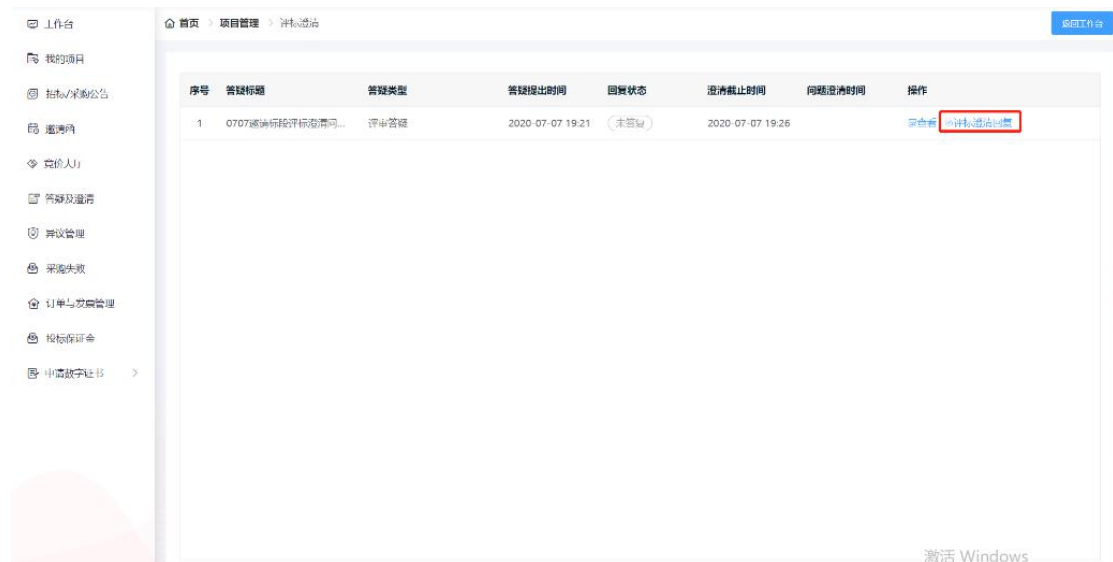 工作台
首页 > 项目管理 > 评标澄清
返回工作台
我的项目
招标/采购公告
邀请函
竞价大厅
答疑及澄清
异议管理
采购失败
订单与发票管理
投标保证金
申请数字证书 >
序号 答疑标题 答疑类型 答疑提出时间 回复状态 澄清截止时间 问题澄清时间 操作
1 0707邀请标段评标澄清问... 评审答疑 2020-07-07 19:21 未答复 2020-07-07 19:26 查看 评标澄清回复
激活 Windows